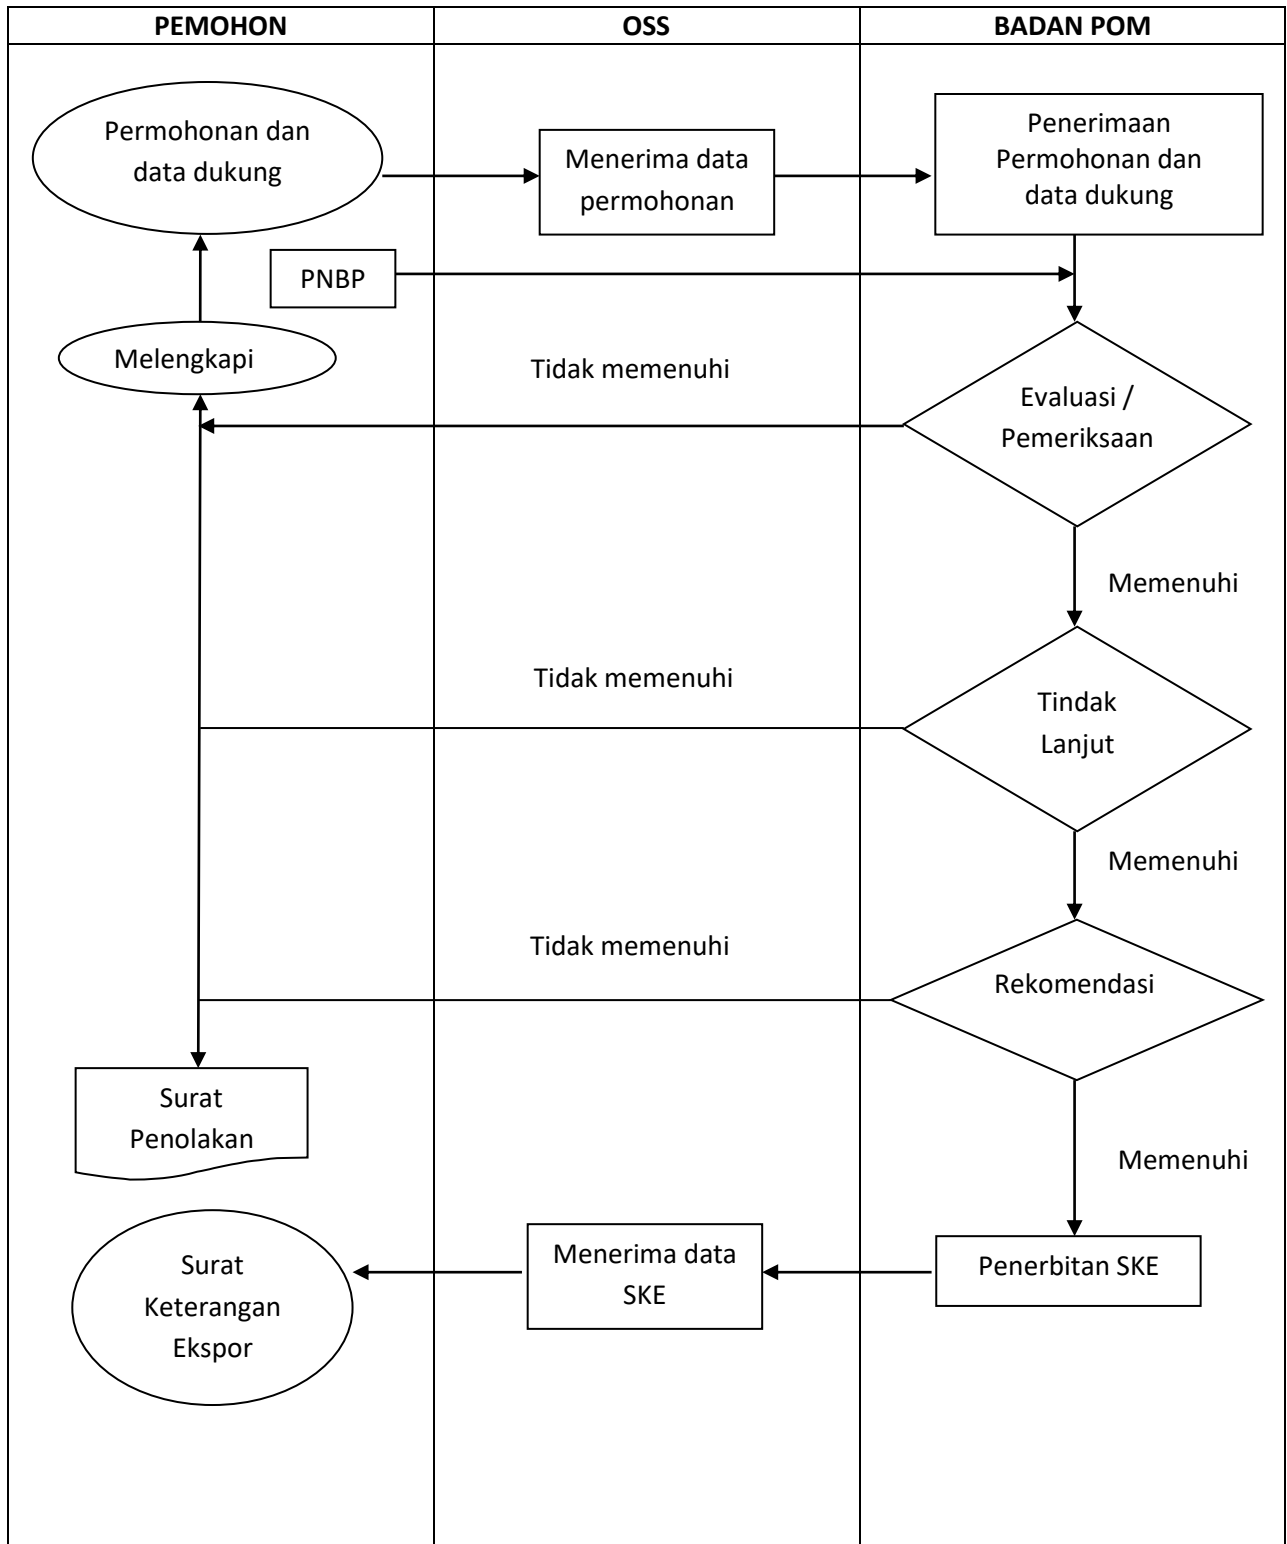 PEMOHON
OSS
BADAN POM
Permohonan dan
data dukung
Menerima data
permohonan
Penerimaan
Permohonan dan
data dukung
PNBP
Melengkapi
Tidak memenuhi
Evaluasi /
Pemeriksaan
Memenuhi
Tidak memenuhi
Tindak
Lanjut
Memenuhi
Tidak memenuhi
Rekomendasi
Surat
Penolakan
Memenuhi
Surat
Keterangan
Ekspor
Menerima data
SKE
Penerbitan SKE